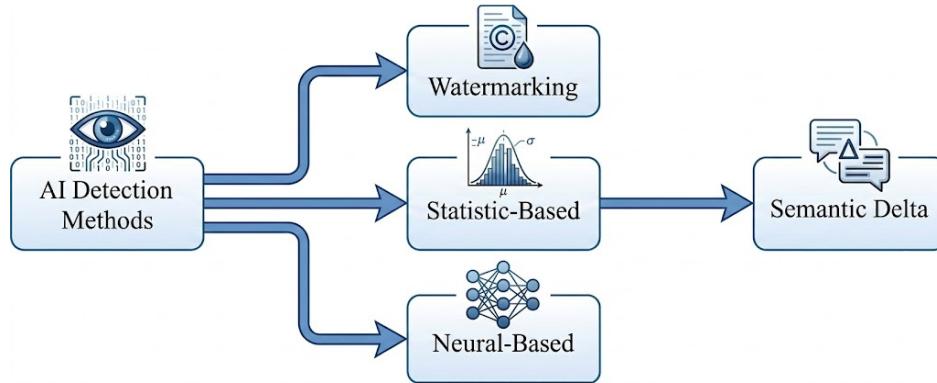 ©
Watermarking
AI Detection
Methods
-μ
σ
μ
Statistic-Based
Δ
Semantic Delta
Neural-Based